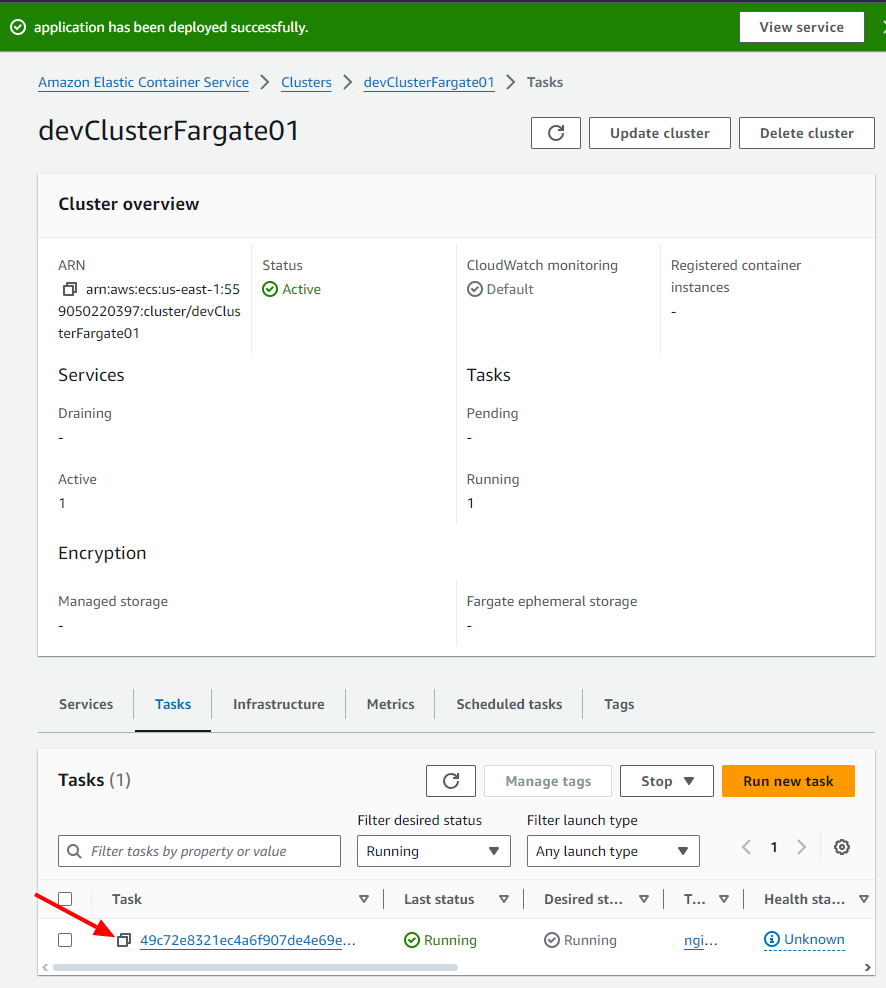 application has been deployed successfully.
View service
Amazon Elastic Container Service
Clusters
devClusterFargate01
Tasks
devClusterFargate01
Update cluster
Delete cluster
Cluster overview
ARN
arn:aws:ecs:us-east-1:55
9050220397:cluster/devClus
terFargate01
Status
Active
CloudWatch monitoring
Default
Registered container
instances
-
Services
Draining
-
Active
1
Tasks
Pending
-
Running
1
Encryption
Managed storage
-
Fargate ephemeral storage
-
Services
Tasks
Infrastructure
Metrics
Scheduled tasks
Tags
Tasks (1)
Manage tags
Stop
Run new task
Filter desired status
Filter launch type
Filter tasks by property or value
Running
Any launch type
1
Task
Last status
Desired st...
T...
Health sta...
49c72e8321ec4a6f907de4e69e...
Running
Running
ngi...
Unknown